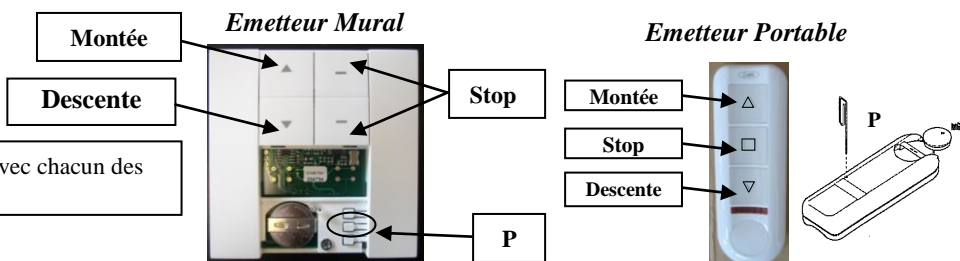 Emetteur Mural
Emetteur Portable
Montée
Descente
Stop
vec chacun des
P
Montée
Stop
Descente
P